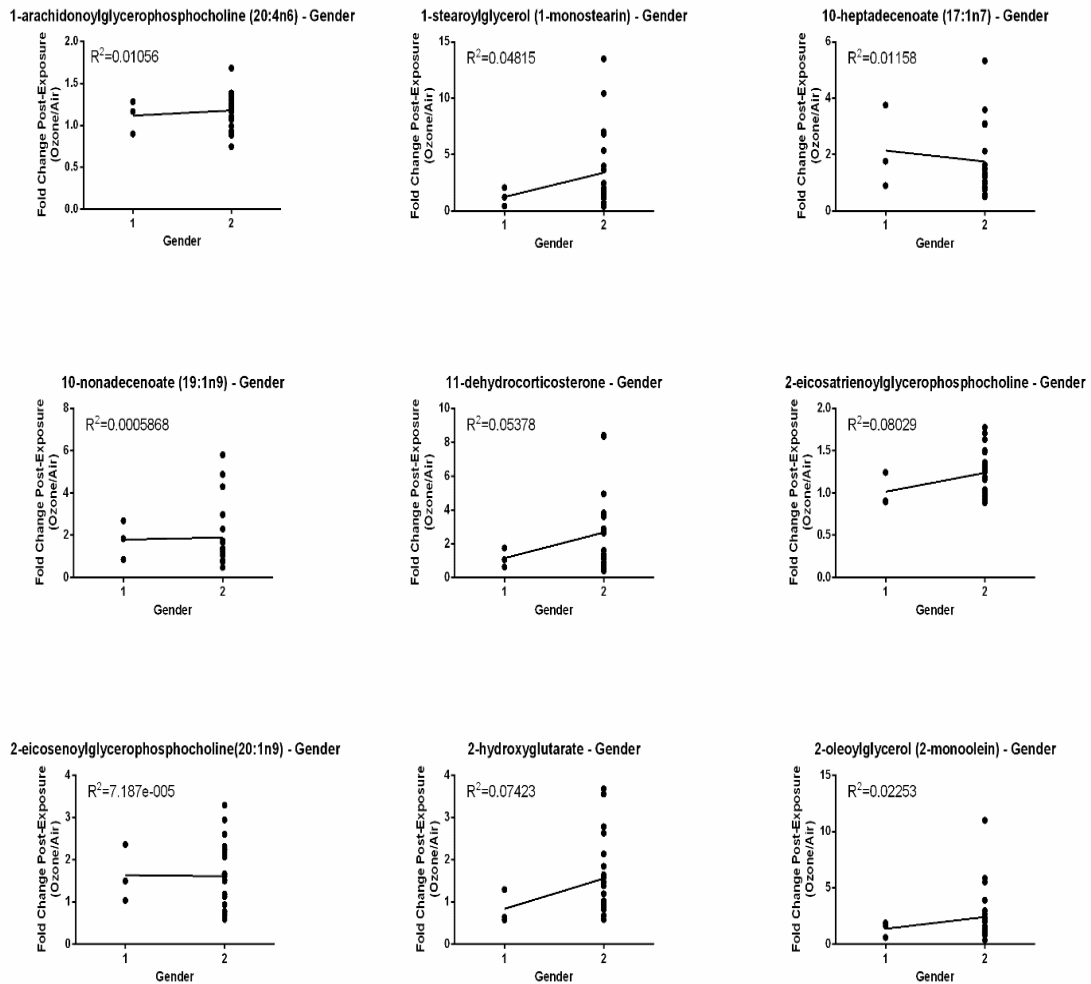 1-arachidonoylglycerophosphocholine (20:4n6) - Gender
R²=0.01056
Fold Change Post-Exposure
(Ozone/Air)
2.0
1.5
1.0
0.5
0.0
1 2
Gender
1-stearoylglycerol (1-monostearin) - Gender
R²=0.04815
Fold Change Post-Exposure
(Ozone/Air)
15
10
5
0
1 2
Gender
10-heptadecenoate (17:1n7) - Gender
R²=0.01158
Fold Change Post-Exposure
(Ozone/Air)
6
4
2
0
1 2
Gender
10-nonadecenoate (19:1n9) - Gender
R²=0.0005868
Fold Change Post-Exposure
(Ozone/Air)
8
6
4
2
0
1 2
Gender
11-dehydrocorticosterone - Gender
R²=0.05378
Fold Change Post-Exposure
(Ozone/Air)
10
8
6
4
2
0
1 2
Gender
2-eicosatrienoylglycerophosphocholine - Gender
R²=0.08029
Fold Change Post-Exposure
(Ozone/Air)
2.0
1.5
1.0
0.5
0.0
1 2
Gender
2-eicosenoylglycerophosphocholine(20:1n9) - Gender
R²=7.187e-005
Fold Change Post-Exposure
(Ozone/Air)
4
3
2
1
0
1 2
Gender
2-hydroxyglutarate - Gender
R²=0.07423
Fold Change Post-Exposure
(Ozone/Air)
4
3
2
1
0
1 2
Gender
2-oleoylglycerol (2-monoolein) - Gender
R²=0.02253
Fold Change Post-Exposure
(Ozone/Air)
15
10
5
0
1 2
Gender